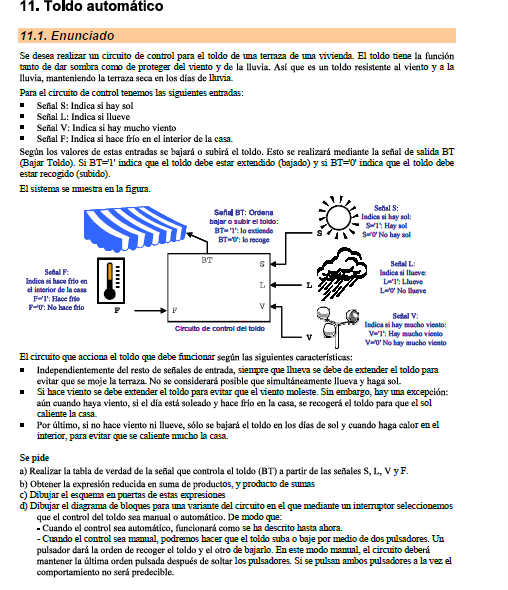 11. Toldo automático
11.1. Enunciado
Se desea realizar un circuito de control para el toldo de una terraza de una vivienda. El toldo tiene la función
tanto de dar sombra como de proteger del viento y de la lluvia. Así que es un toldo resistente al viento y a la
lluvia, manteniendo la terraza seca en los días de lluvia.
Para el circuito de control tenemos las siguientes entradas:
▪ Señal S: Indica si hay sol
▪ Señal L: Indica si llueve
▪ Señal V: Indica si hay mucho viento
▪ Señal F: Indica si hace frío en el interior de la casa.
Según los valores de estas entradas se bajará o subirá el toldo. Esto se realizará mediante la señal de salida BT
(Bajar Toldo). Si BT='1' indica que el toldo debe estar extendido (bajado) y si BT='0' indica que el toldo debe
estar recogido (subido).
El sistema se muestra en la figura.
Señal BT: Ordena
bajar o subir el toldo:
BT= '1': lo extiende
BT='0': lo recoge
Señal S:
Indica si hay sol:
S='1': Hay sol
S='0' No hay sol
S
BT
S
Señal F:
Indica si hace frío en
el interior de la casa
F='1': Hace frío
F='0': No hace frío
F
F
L
L
Señal L:
Indica si llueve:
L='1': Llueve
L='0' No llueve
V
V
Circuito de control del toldo
Señal V:
Indica si hay mucho viento:
V='1': Hay mucho viento
V='0' No hay mucho viento
El circuito que acciona el toldo que debe funcionar según las siguientes características:
▪ Independientemente del resto de señales de entrada, siempre que llueva se debe de extender el toldo para
evitar que se moje la terraza. No se considerará posible que simultáneamente llueva y haga sol.
▪ Si hace viento se debe extender el toldo para evitar que el viento moleste. Sin embargo, hay una excepción:
aún cuando haya viento, si el día está soleado y hace frío en la casa, se recogerá el toldo para que el sol
caliente la casa.
▪ Por último, si no hace viento ni llueve, sólo se bajará el toldo en los días de sol y cuando haga calor en el
interior, para evitar que se caliente mucho la casa.
Se pide
a) Realizar la tabla de verdad de la señal que controla el toldo (BT) a partir de las señales S, L, V y F.
b) Obtener la expresión reducida en suma de productos, y producto de sumas
c) Dibujar el esquema en puertas de estas expresiones
d) Dibujar el diagrama de bloques para una variante del circuito en el que mediante un interruptor seleccionemos
que el control del toldo sea manual o automático. De modo que:
- Cuando el control sea automático, funcionará como se ha descrito hasta ahora.
- Cuando el control sea manual, podremos hacer que el toldo suba o baje por medio de dos pulsadores. Un
pulsador dará la orden de recoger el toldo y el otro de bajarlo. En este modo manual, el circuito deberá
mantener la última orden pulsada después de soltar los pulsadores. Si se pulsan ambos pulsadores a la vez el
comportamiento no será predecible.